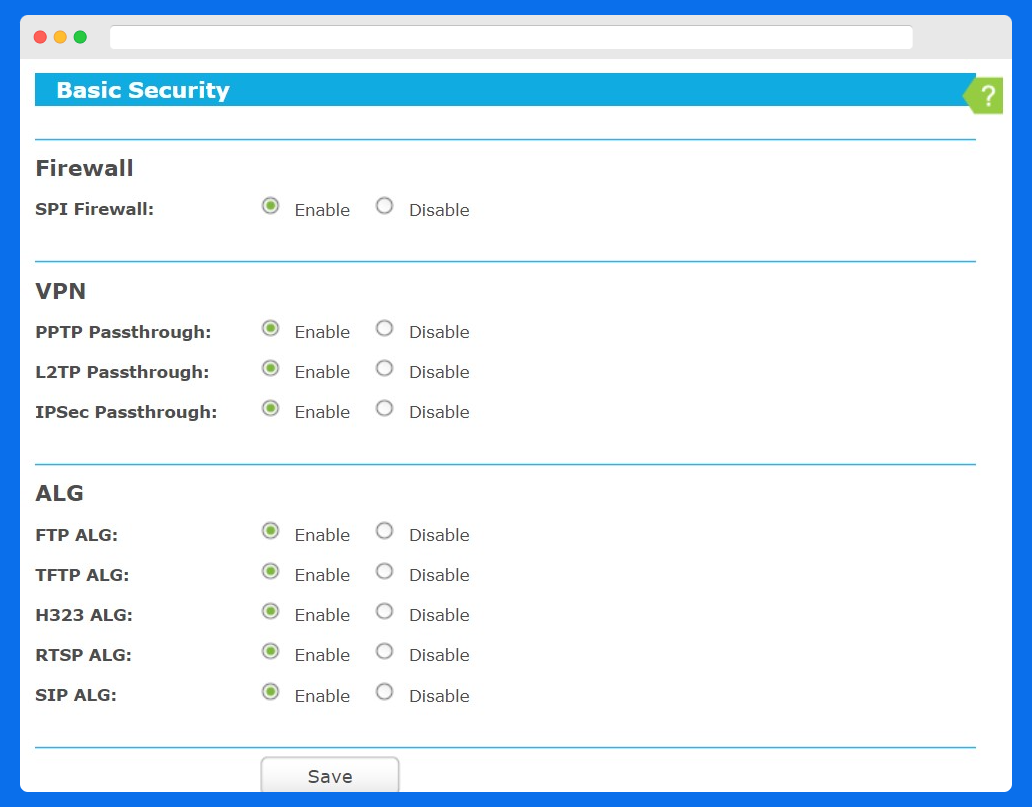 Basic Security
?
Firewall
SPI Firewall: Enable Disable
VPN
PPTP Passthrough: Enable Disable
L2TP Passthrough: Enable Disable
IPSec Passthrough: Enable Disable
ALG
FTP ALG: Enable Disable
TFTP ALG: Enable Disable
H323 ALG: Enable Disable
RTSP ALG: Enable Disable
SIP ALG: Enable Disable
Save